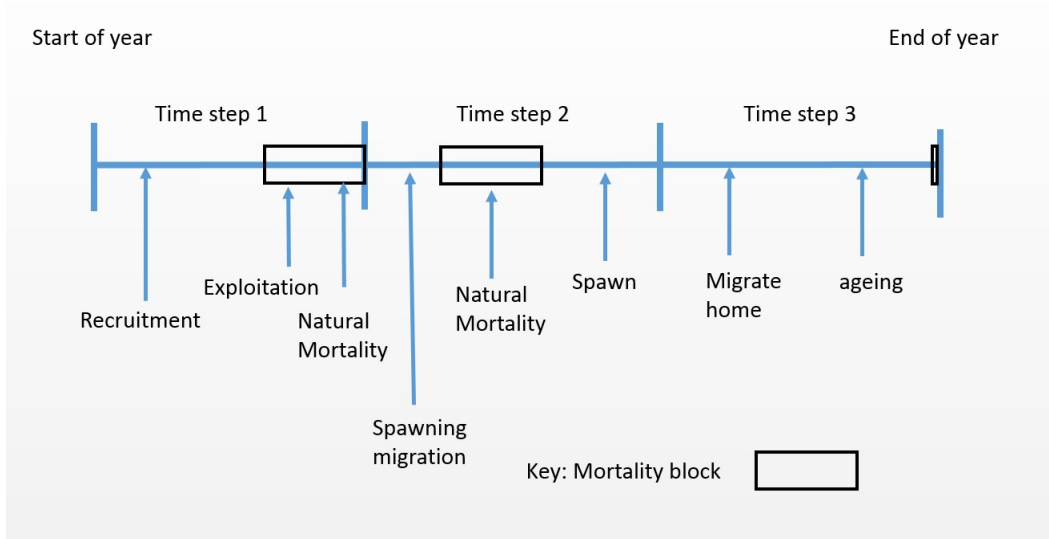 Start of year
End of year
Time step 1
Time step 2
Time step 3
Recruitment
Exploitation
Natural
Mortality
Spawning
migration
Natural
Mortality
Spawn
Migrate
home
ageing
Key: Mortality block